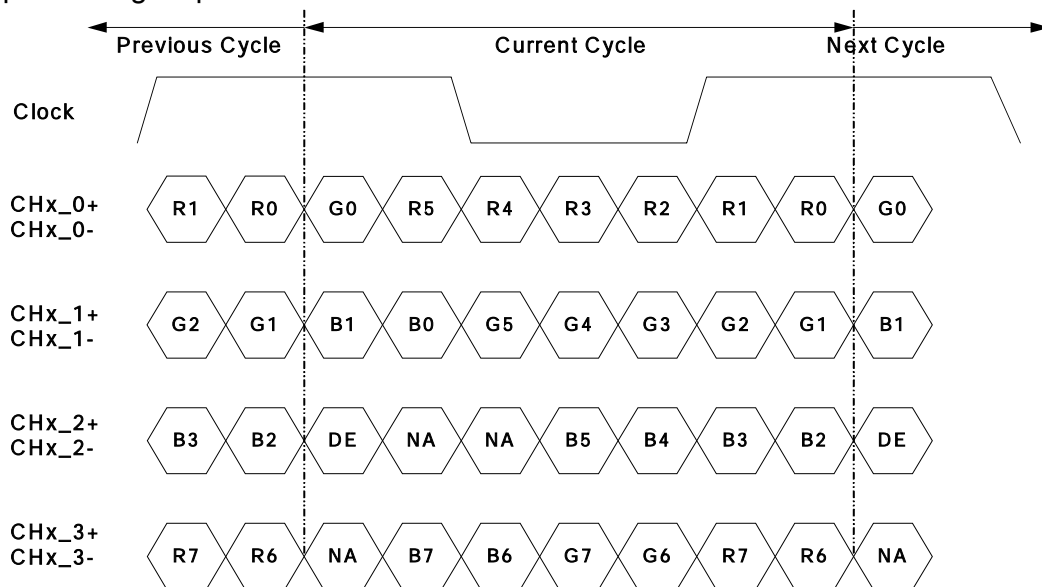 Previous Cycle Current Cycle Next Cycle
Clock
CHx_0+
CHx_0-
R1 R0 G0 R5 R4 R3 R2 R1 R0 G0
CHx_1+
CHx_1-
G2 G1 B1 B0 G5 G4 G3 G2 G1 B1
CHx_2+
CHx_2-
B3 B2 DE NA NA B5 B4 B3 B2 DE
CHx_3+
CHx_3-
R7 R6 NA B7 B6 G7 G6 R7 R6 NA